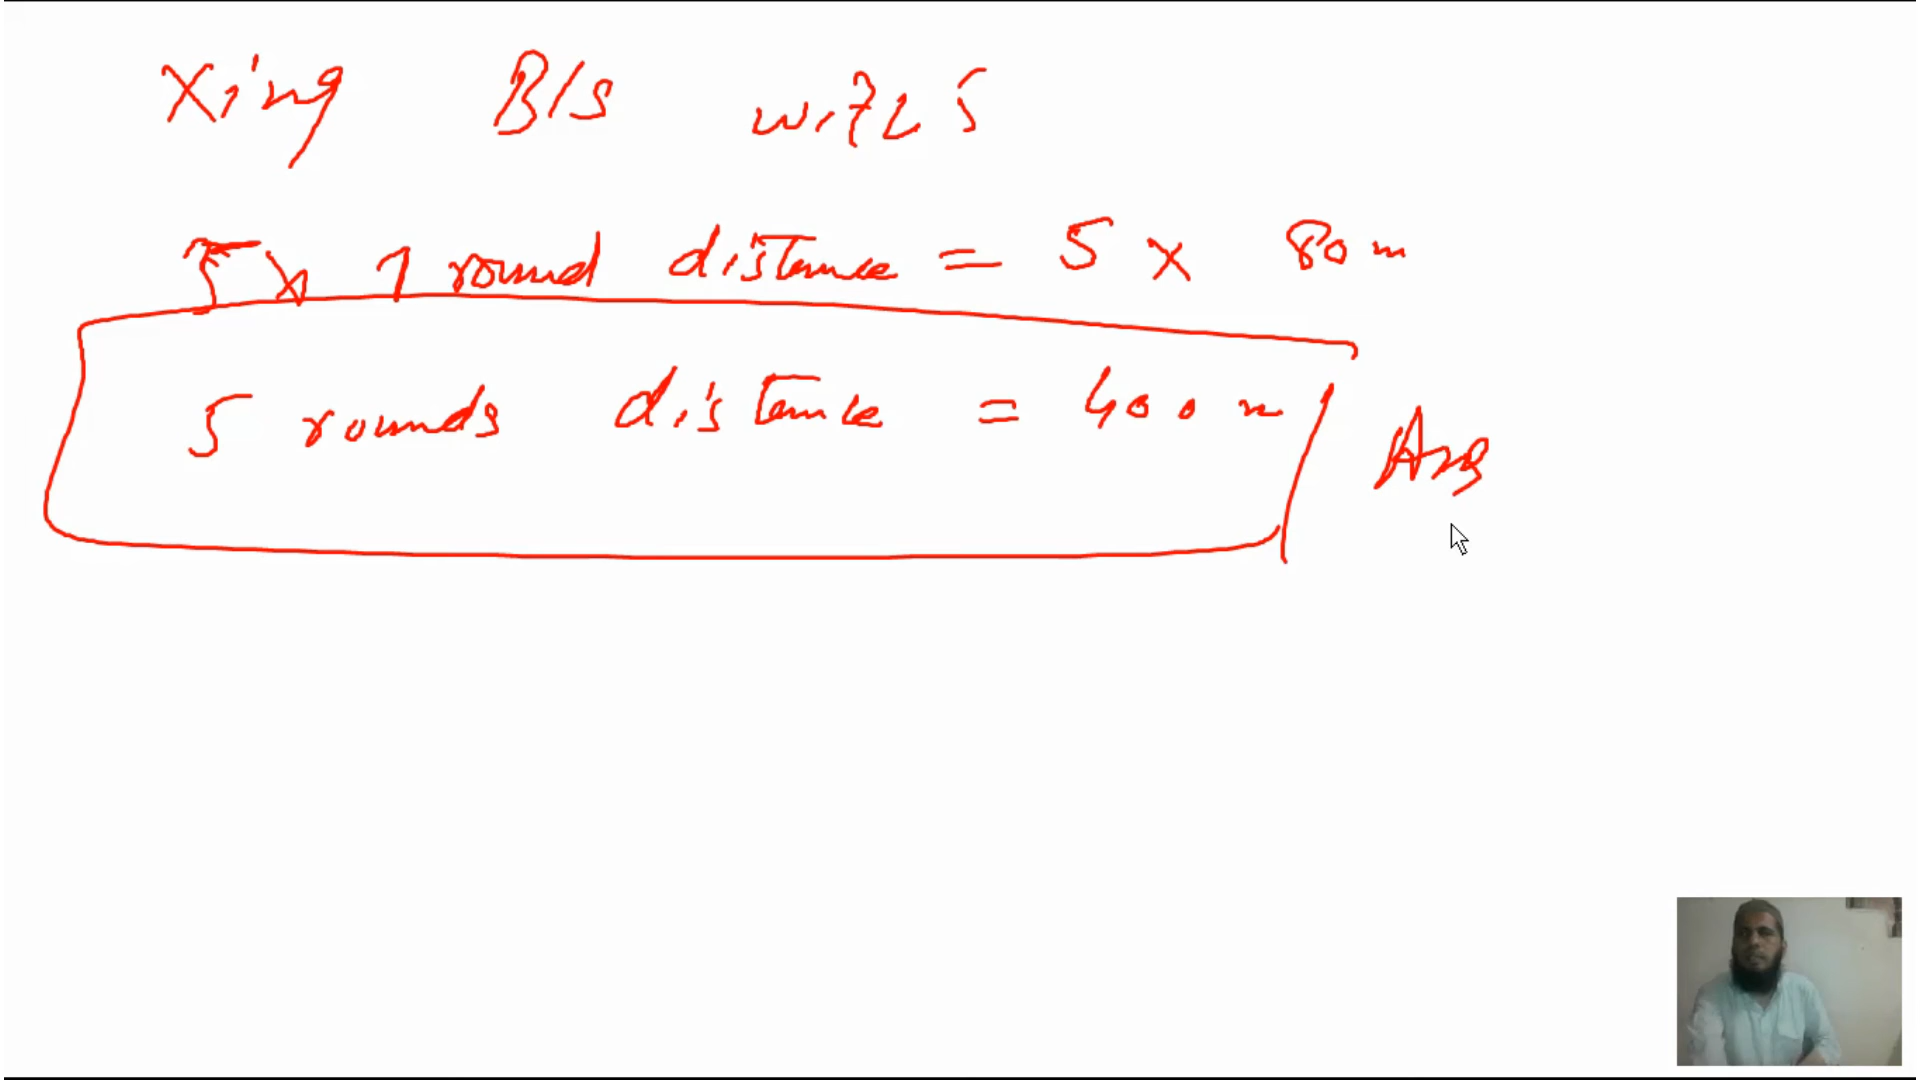 Xing B/s with 5
5 x 1 round distance = 5 x 80 m
5 rounds distance = 400 m
Ans